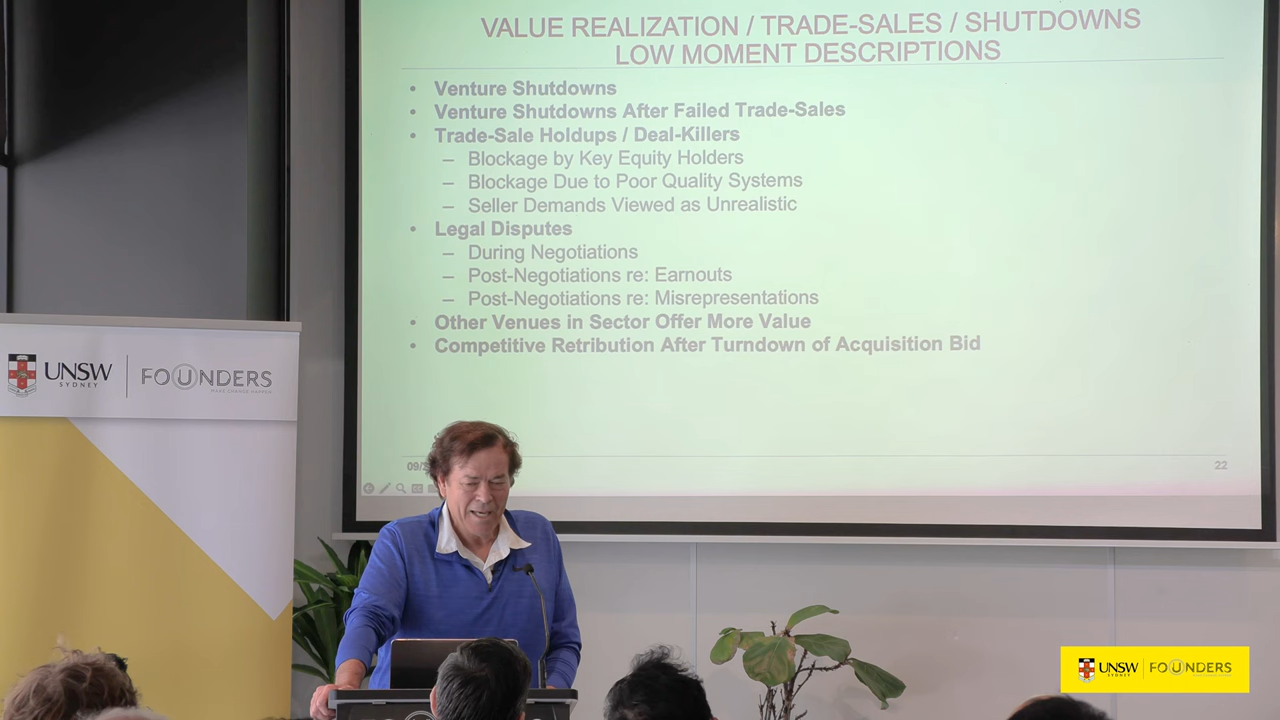 VALUE REALIZATION / TRADE-SALES / SHUTDOWNS
LOW MOMENT DESCRIPTIONS
• Venture Shutdowns
• Venture Shutdowns After Failed Trade-Sales
• Trade-Sale Holdups / Deal-Killers
– Blockage by Key Equity Holders
– Blockage Due to Poor Quality Systems
– Seller Demands Viewed as Unrealistic
• Legal Disputes
– During Negotiations
– Post-Negotiations re: Earnouts
– Post-Negotiations re: Misrepresentations
• Other Venues in Sector Offer More Value
• Competitive Retribution After Turndown of Acquisition Bid
22
UNSW
SYDNEY
FOUNDERS
MAKE CHANGE HAPPEN
UNSW
SYDNEY
FOUNDERS